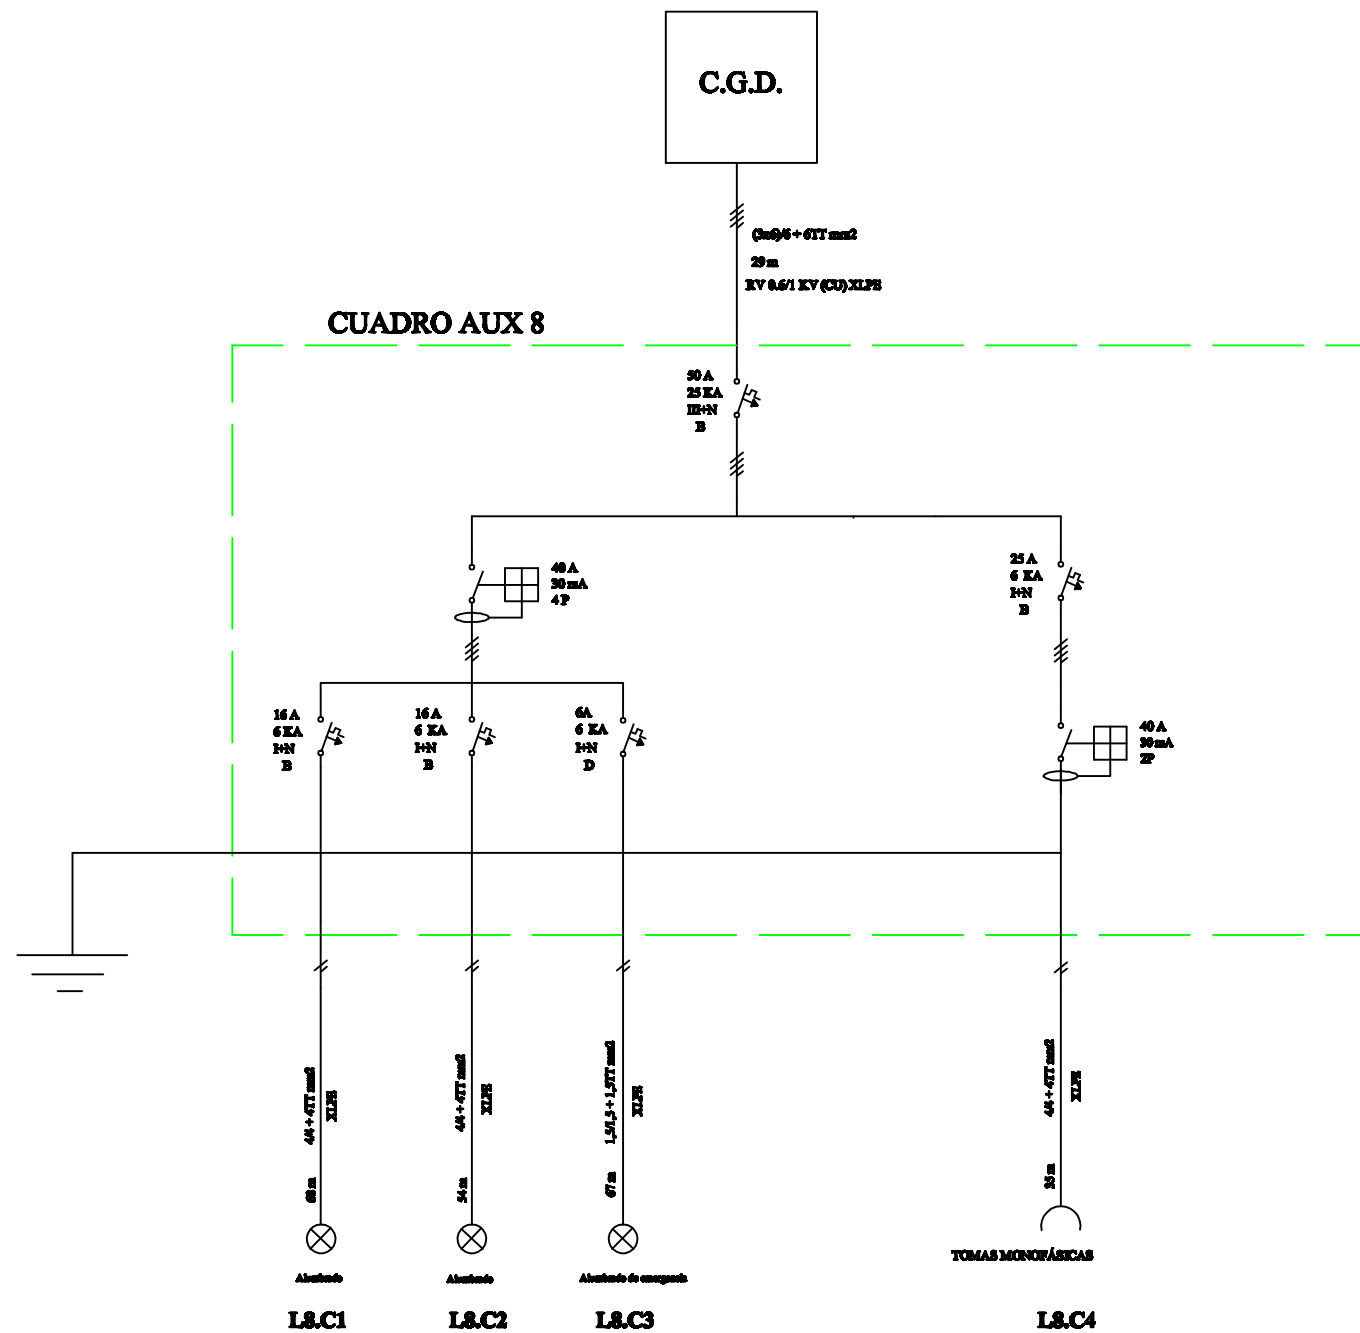 C.G.D.
(3x6)/6 + 6TT mm2
29 m
RV 0.6/1 KV (CU) XLPE
CUADRO AUX 8
50 A
25 KA
III+N
B
40 A
30 mA
4 P
25 A
6 KA
I+N
B
16 A
6 KA
I+N
B
16 A
6 KA
I+N
B
6A
6 KA
I+N
D
40 A
30 mA
2P
4/4 + 4TT mm2
XLPE
68 m
4/4 + 4TT mm2
XLPE
54 m
1,5/1,5 + 1,5TT mm2
XLPE
67 m
4/4 + 4TT mm2
XLPE
35 m
Alumbrado
Alumbrado
Alumbrado de emergencia
TOMAS MONOFÁSICAS
L8.C1
L8.C2
L8.C3
L8.C4